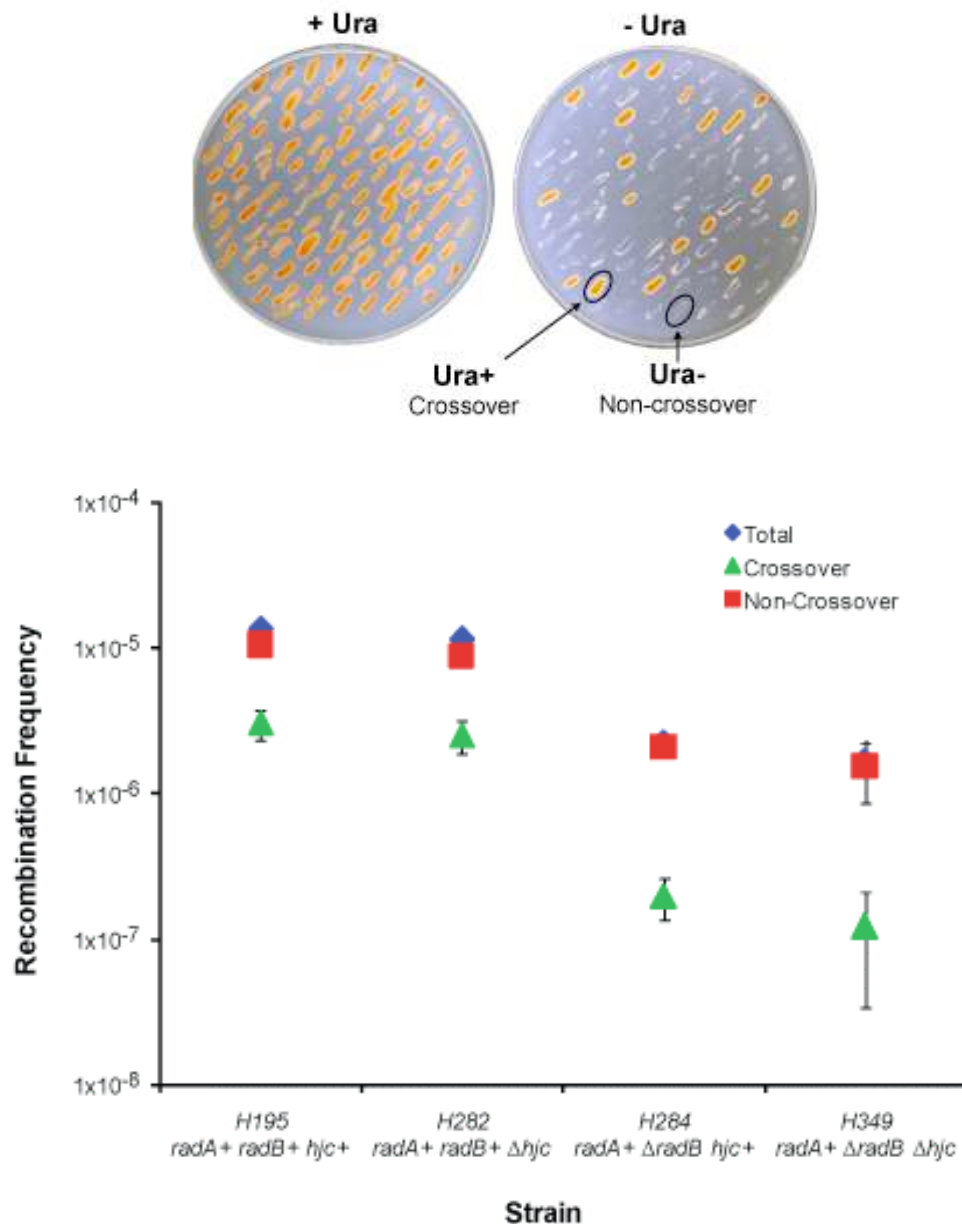 + Ura
- Ura
Ura+
Crossover
Ura-
Non-crossover
1x10⁻⁴
1x10⁻⁵
1x10⁻⁶
1x10⁻⁷
1x10⁻⁸
Recombination Frequency
Total
Crossover
Non-Crossover
H195
radA+ radB+ hjc+
H282
radA+ radB+ Δhjc
H284
radA+ ΔradB hjc+
H349
radA+ ΔradB Δhjc
Strain